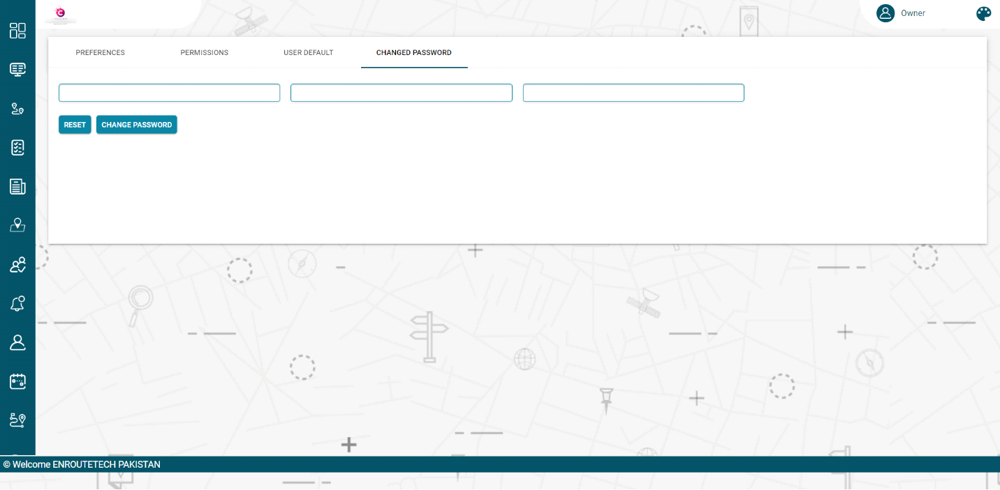 Owner
PREFERENCES
PERMISSIONS
USER DEFAULT
CHANGED PASSWORD
RESET
CHANGE PASSWORD
© Welcome ENROUTETECH PAKISTAN